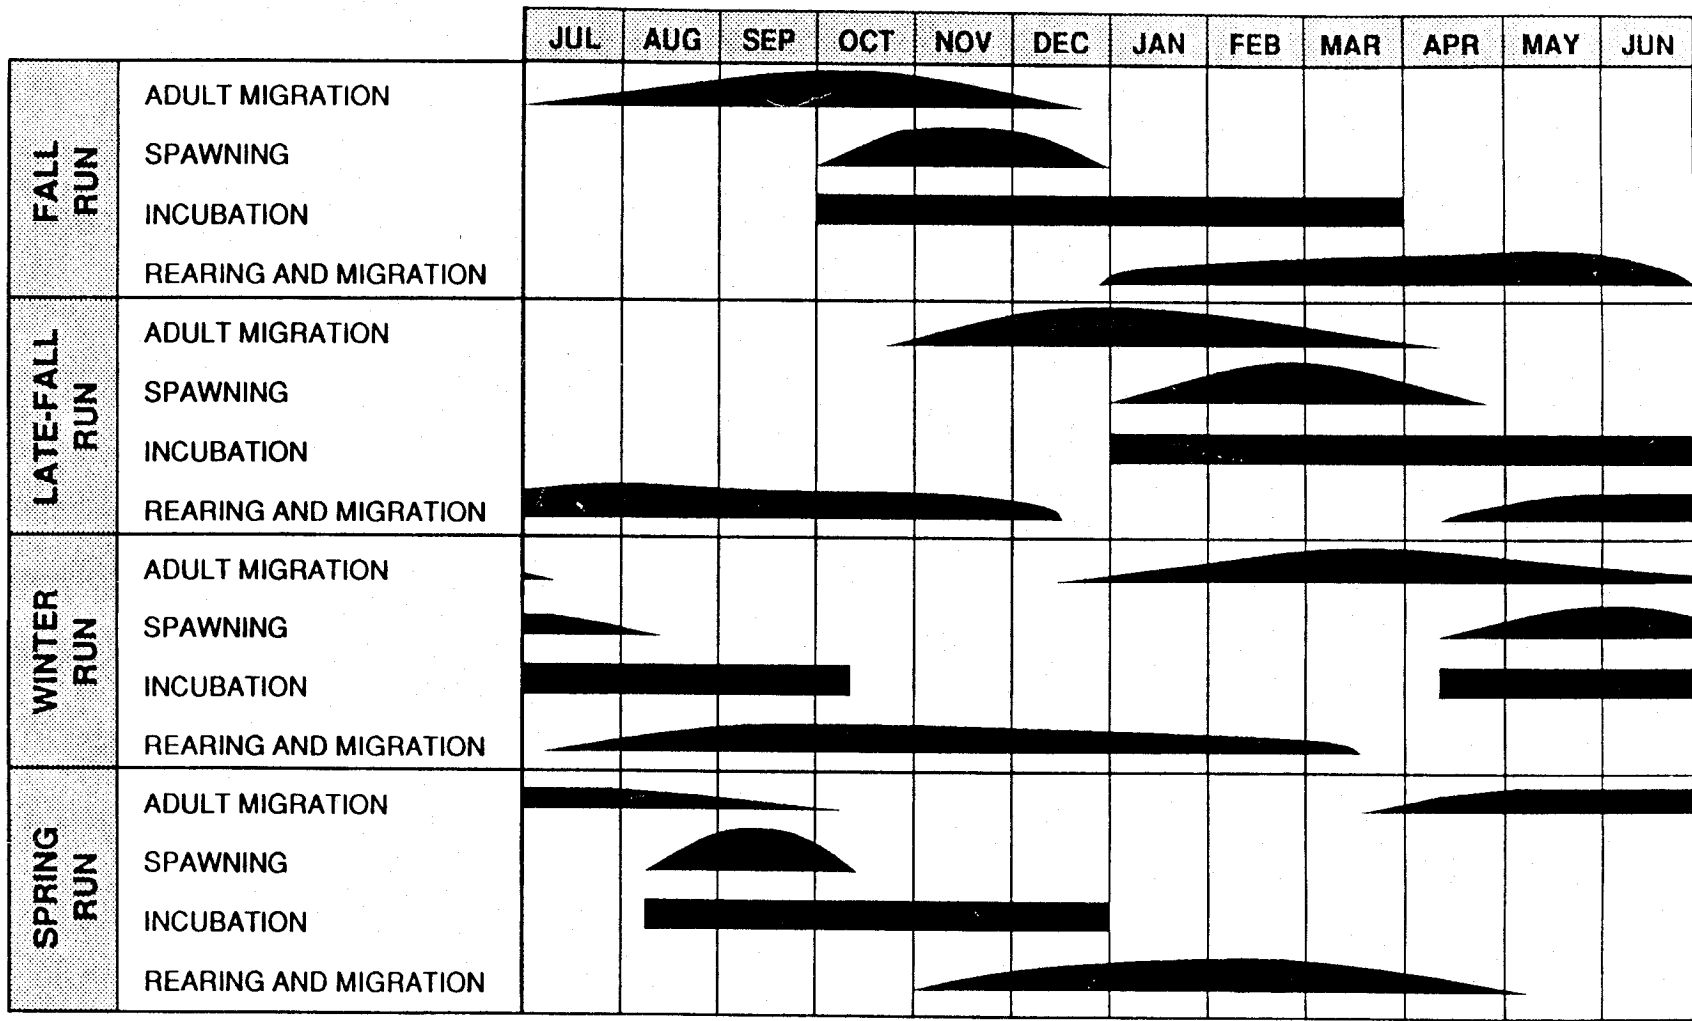 JUL AUG SEP OCT NOV DEC JAN FEB MAR APR MAY JUN
FALL
RUN
ADULT MIGRATION
SPAWNING
INCUBATION
REARING AND MIGRATION
LATE-FALL
RUN
ADULT MIGRATION
SPAWNING
INCUBATION
REARING AND MIGRATION
WINTER
RUN
ADULT MIGRATION
SPAWNING
INCUBATION
REARING AND MIGRATION
SPRING
RUN
ADULT MIGRATION
SPAWNING
INCUBATION
REARING AND MIGRATION